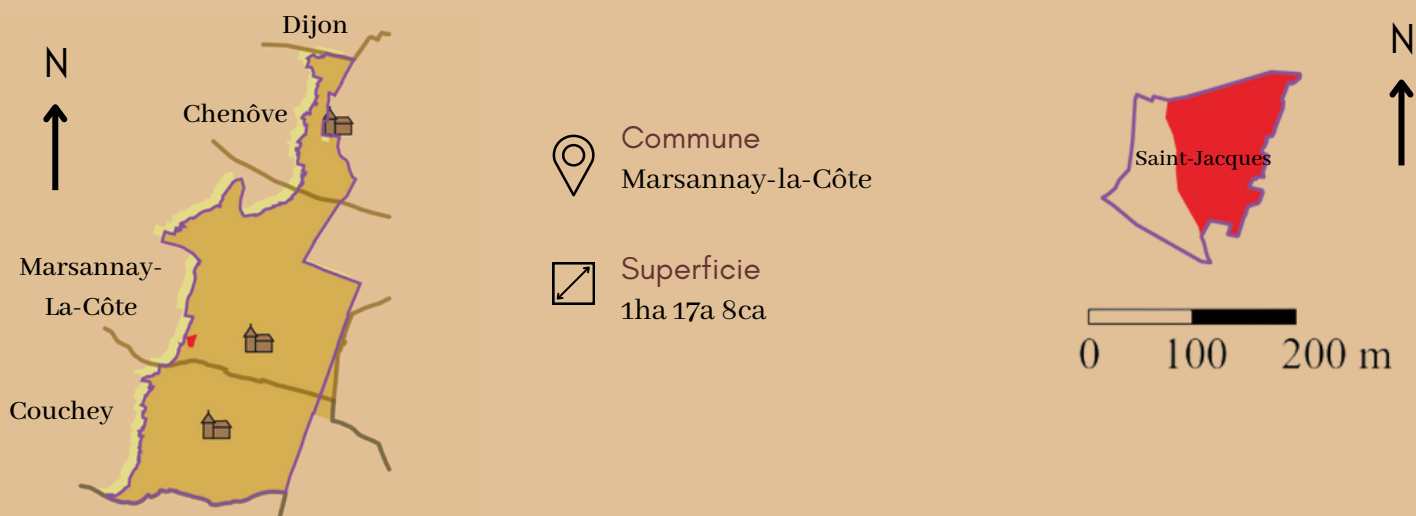 Dijon
N
Chenôve
Marsannay-
La-Côte
Couchey
Commune
Marsannay-la-Côte
Superficie
1ha 17a 8ca
N
Saint-Jacques
0 100 200 m